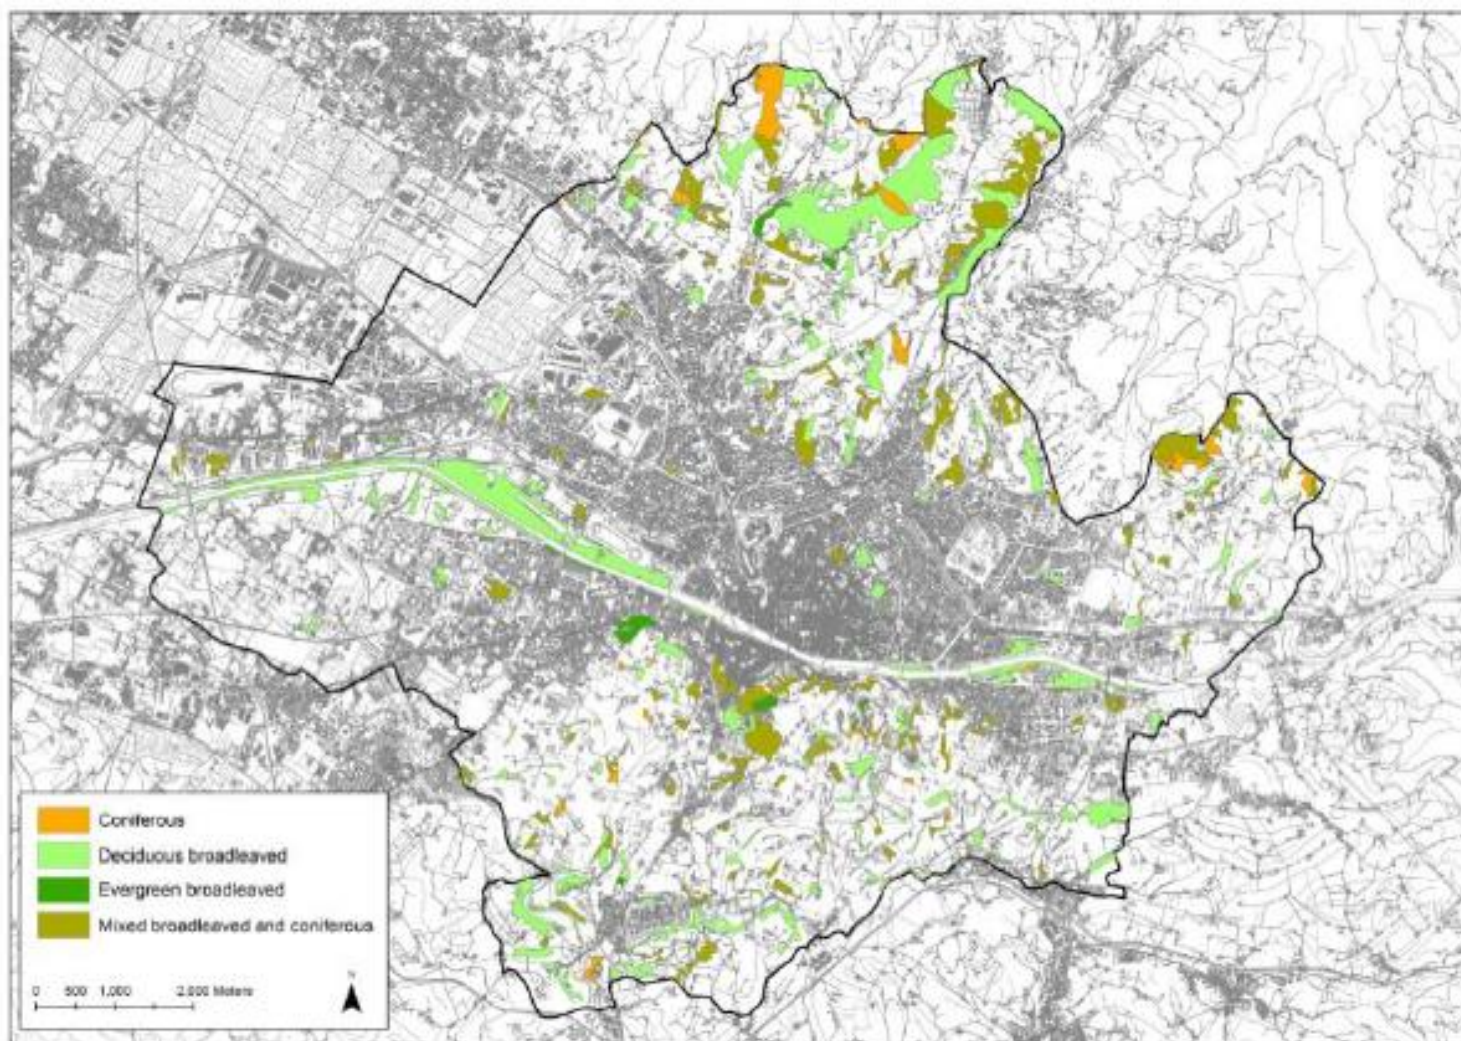 Coniferous
Deciduous broadleaved
Evergreen broadleaved
Mixed broadleaved and coniferous
0 500 1,000 2,000 Meters
N